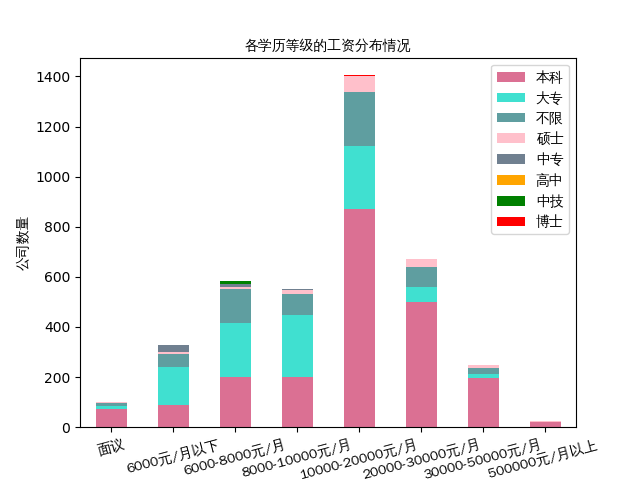 各学历等级的工资分布情况
公司数量
1400
1200
1000
800
600
400
200
0
本科
大专
不限
硕士
中专
高中
中技
博士
面议
6000元/月以下
6000-8000元/月
8000-10000元/月
10000-20000元/月
20000-30000元/月
30000-50000元/月
500000元/月以上